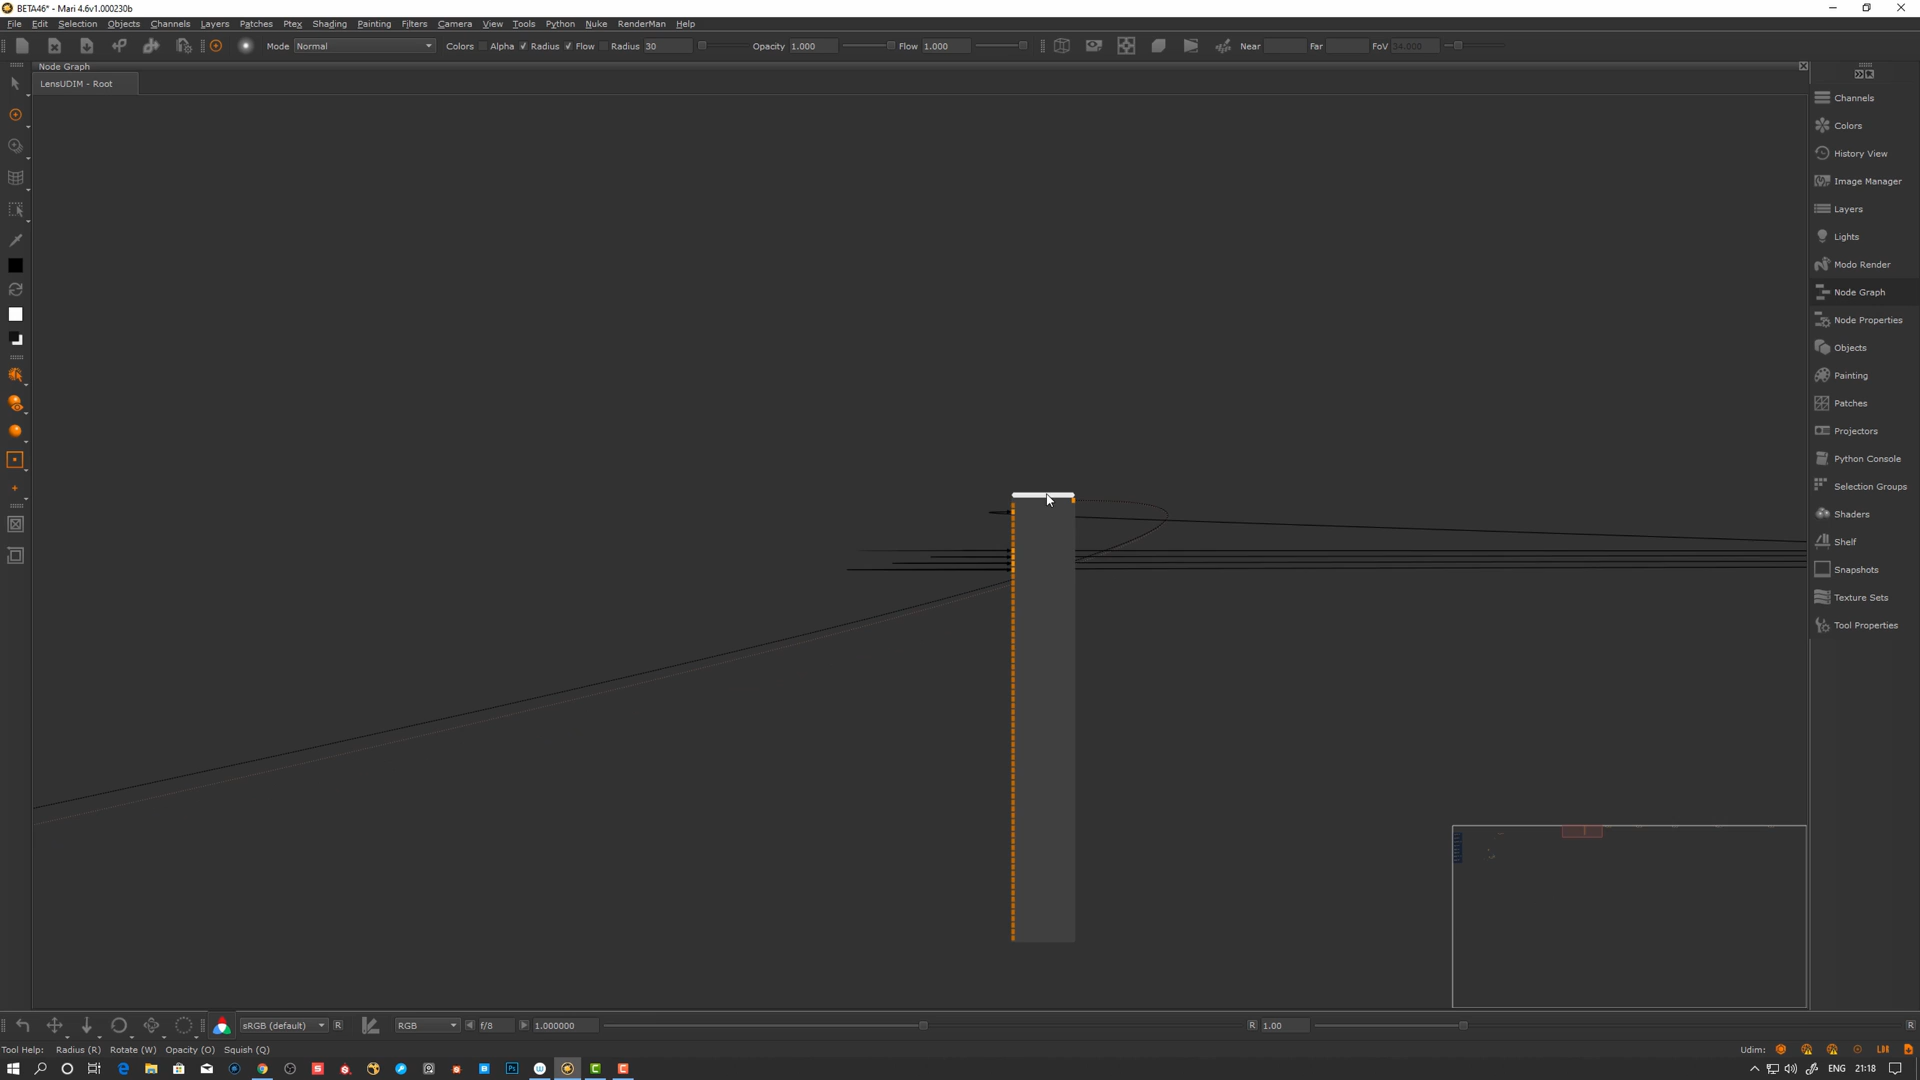 BETA46* - Mari 4.6v1.000230b
File Edit Selection Objects Channels Layers Patches Ptex Shading Painting Filters Camera View Tools Python Nuke RenderMan Help
Mode Normal Colors Alpha Radius Flow Radius 30 Opacity 1.000 Flow 1.000 Near Far FoV 34.000
Node Graph
LensUDIM - Root
Channels
Colors
History View
Image Manager
Layers
Lights
Modo Render
Node Graph
Node Properties
Objects
Painting
Patches
Projectors
Python Console
Selection Groups
Shaders
Shelf
Snapshots
Texture Sets
Tool Properties
sRGB (default) R RGB f/8 1.000000 R 1.00 R
Tool Help: Radius (R) Rotate (W) Opacity (O) Squish (Q) Udim:
ENG 21:18